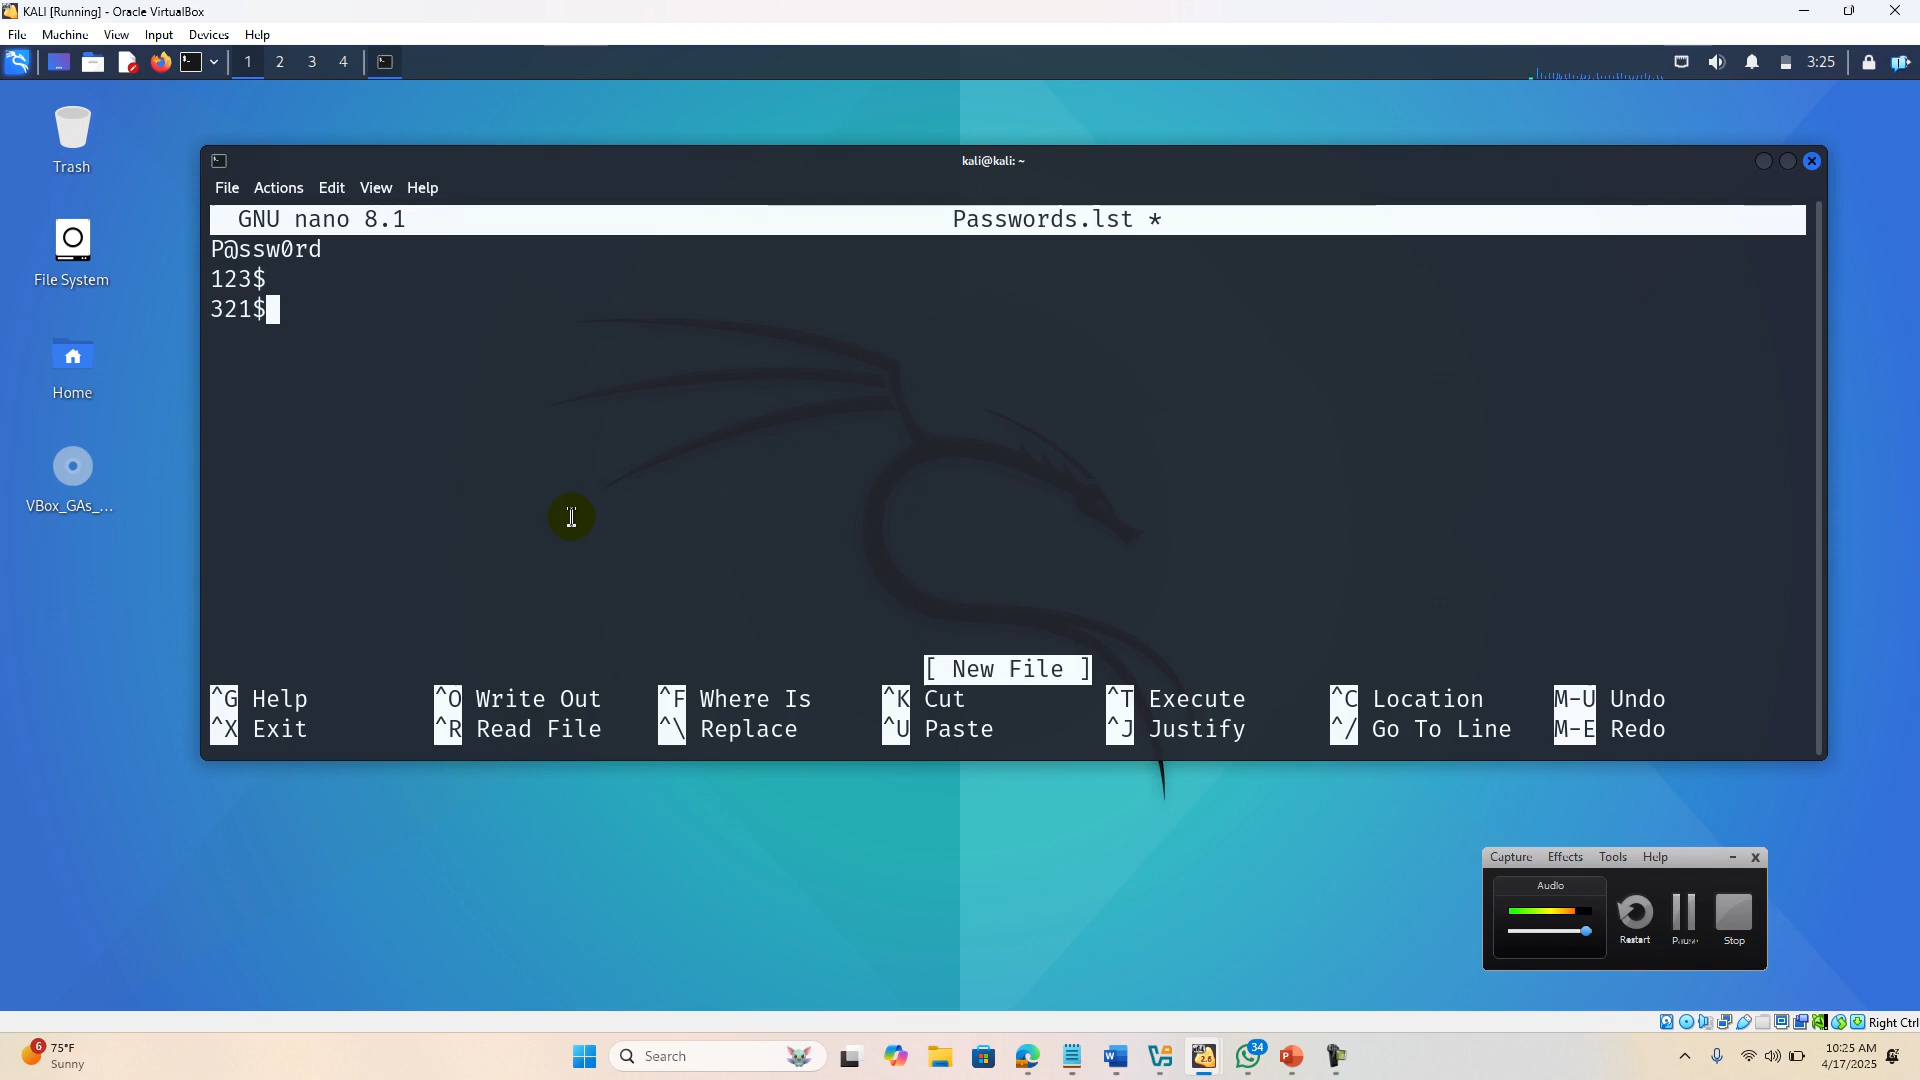 KALI [Running] - Oracle VirtualBox
File Machine View Input Devices Help
1 2 3 4
3:25
Trash
File System
Home
VBox_GAs_...
kali@kali: ~
File Actions Edit View Help
GNU nano 8.1 Passwords.lst *
P@ssw0rd
123$
321$
[ New File ]
^G Help ^O Write Out ^F Where Is ^K Cut ^T Execute ^C Location M-U Undo
^X Exit ^R Read File ^\ Replace ^U Paste ^J Justify ^/ Go To Line M-E Redo
Capture Effects Tools Help
Audio
Restart Pause Stop
Right Ctrl
6
75°F
Sunny
Search
34
10:25 AM
4/17/2025